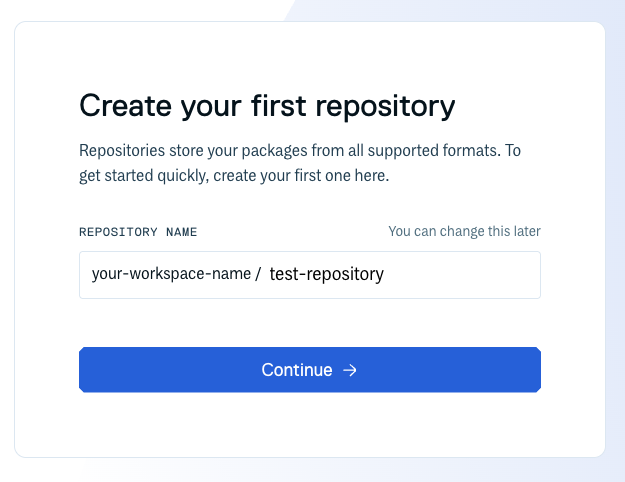 Create your first repository
Repositories store your packages from all supported formats. To
get started quickly, create your first one here.
REPOSITORY NAME You can change this later
your-workspace-name / test-repository
Continue →